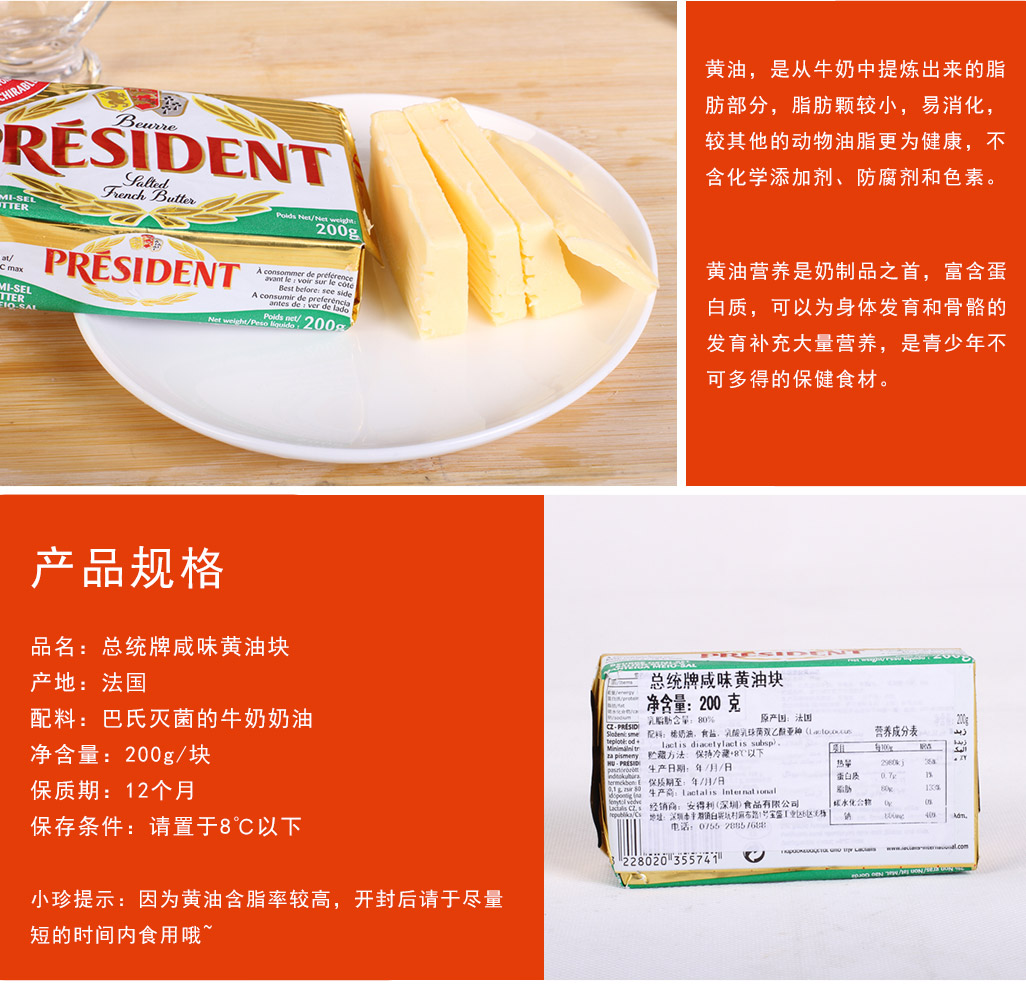 Beurre
PRÉSIDENT
Salted
French Butter
MI-SEL
UTTER
Poids Net/Net weight:
200g
at/
C max
PRÉSIDENT
MI-SEL
TTER
À consommer de préférence
avant le : voir sur le côté
Best before: see side
A consumir de preferencia
antes de : ver de lado
Poids net/
Net weight/Peso líquido : 200g
黄油，是从牛奶中提炼出来的脂
肪部分，脂肪颗较小，易消化，
较其他的动物油脂更为健康，不
含化学添加剂、防腐剂和色素。
黄油营养是奶制品之首，富含蛋
白质，可以为身体发育和骨骼的
发育补充大量营养，是青少年不
可多得的保健食材。
产品规格
品名：总统牌咸味黄油块
产地：法国
配料：巴氏灭菌的牛奶奶油
净含量：200g/块
保质期：12个月
保存条件：请置于8℃以下
小珍提示：因为黄油含脂率较高，开封后请于尽量
短的时间内食用哦~
总统牌咸味黄油块
净含量：200 克
乳脂肪含量：80% 原产国：法国
配料：稀奶油、食盐、乳酸乳球菌双乙酰亚种 (Lactococcus
lactis diacetylactis subsp).
贮藏方法：保持冷藏+8℃以下
生产日期：年/月/日
保质期至：年/月/日
生产商：Lactalis International
经销商：安得利(深圳)食品有限公司
电话：0755-28857688
营养成分表
项目 每100g NRV%
热量 2980kj 35%
蛋白质 0.7g 1%
脂肪 80g 133%
碳水化合物 0g 0%
钠 800mg 40%
200g
3 228020 355741
www.lactalis-international.com